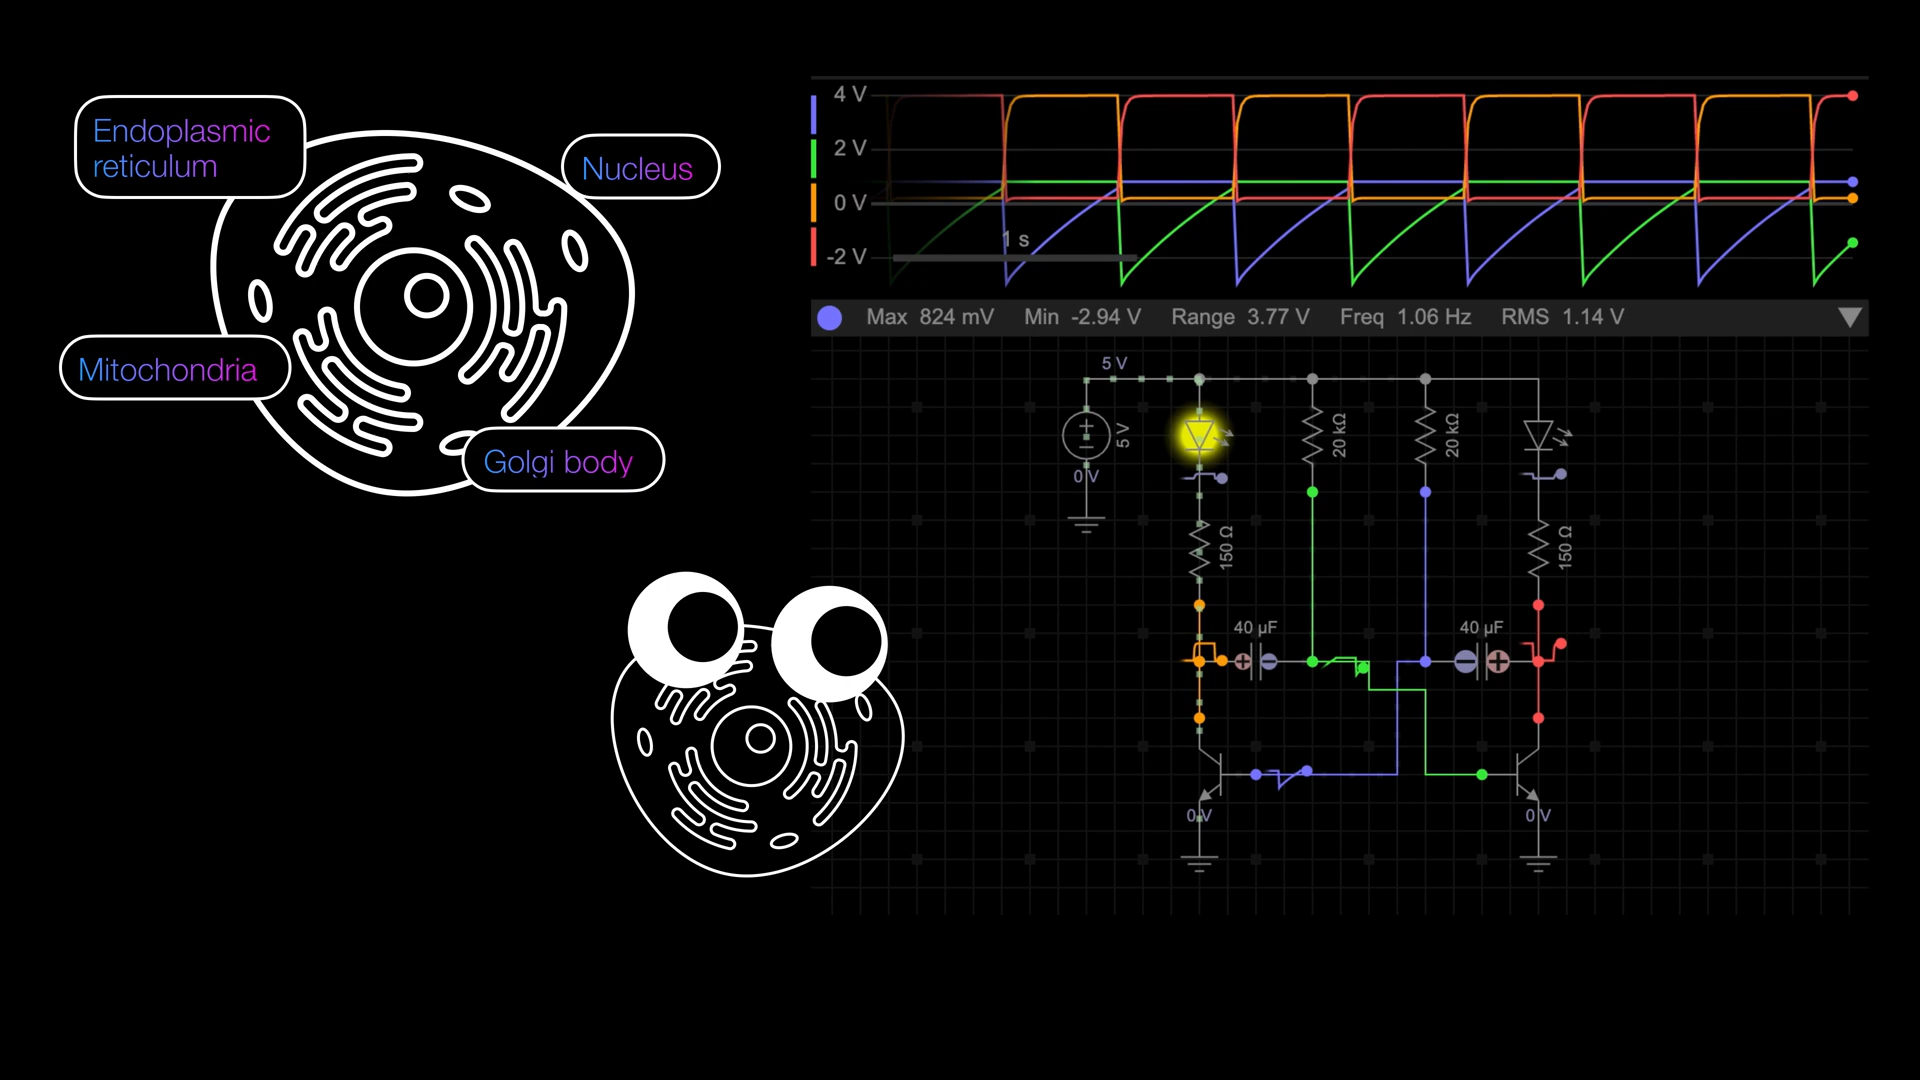 Endoplasmic
reticulum
Nucleus
Mitochondria
Golgi body
4 V
2 V
0 V
-2 V
1 s
Max 824 mV Min -2.94 V Range 3.77 V Freq 1.06 Hz RMS 1.14 V
5 V
5 V
0 V
20 kΩ
20 kΩ
150 Ω
150 Ω
40 µF
40 µF
0 V
0 V